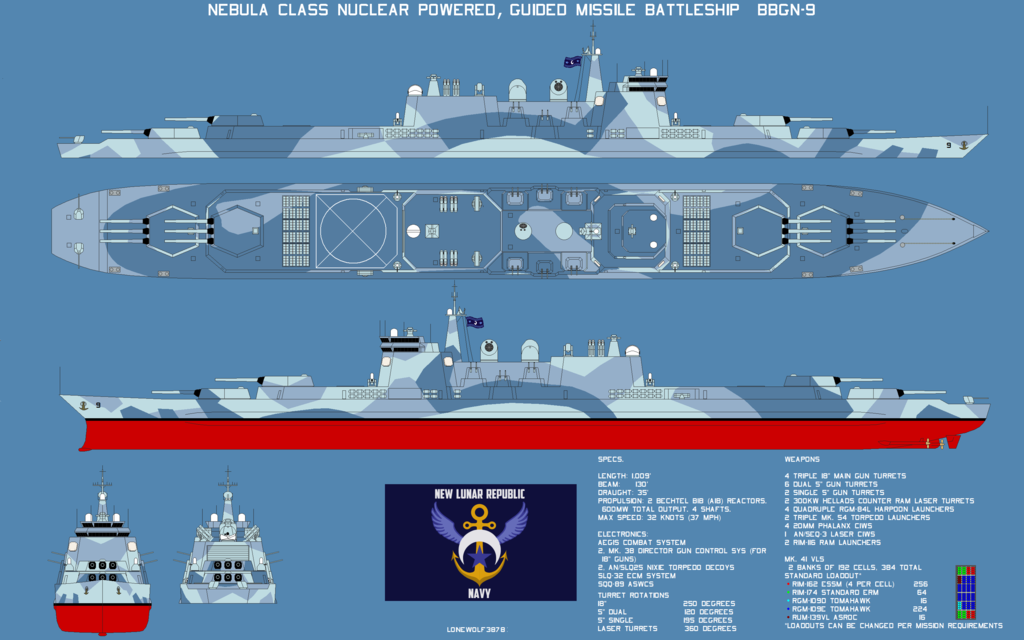 NEBULA CLASS NUCLEAR POWERED, GUIDED MISSILE BATTLESHIP BBGN-9
9
9
SPECS.
LENGTH: 1,009'
BEAM: 130'
DRAUGHT: 35'
PROPULSION: 2 BECHTEL B1B (A1B) REACTORS,
600MW TOTAL OUTPUT. 4 SHAFTS.
MAX SPEED: 32 KNOTS (37 MPH)
ELECTRONICS:
AEGIS COMBAT SYSTEM
2, MK. 38 DIRECTOR GUN CONTROL SYS (FOR
18" GUNS)
2, AN/SLQ25 NIXIE TORPEDO DECOYS
SLQ-32 ECM SYSTEM
SQQ-89 ASWCS
TURRET ROTATIONS
18" 250 DEGREES
5" DUAL 120 DEGREES
5" SINGLE 195 DEGREES
LASER TURRETS 360 DEGREES
WEAPONS
4 TRIPLE 18" MAIN GUN TURRETS
6 DUAL 5" GUN TURRETS
2 SINGLE 5" GUN TURRETS
2 300KW HELLADS COUNTER RAM LASER TURRETS
4 QUADRUPLE RGM-84L HARPOON LAUNCHERS
2 TRIPLE MK. 54 TORPEDO LAUNCHERS
4 20MM PHALANX CIWS
1 AN/SEQ-3 LASER CIWS
2 RIM-116 RAM LAUNCHERS
MK. 41 VLS
2 BANKS OF 192 CELLS, 384 TOTAL
STANDARD LOADOUT*
RIM-162 ESSM (4 PER CELL) 256
RIM-174 STANDARD ERM 64
RGM-109D TOMAHAWK 16
RGM-109E TOMAHAWK 224
RUM-139VL ASROC 16
*LOADOUTS CAN BE CHANGED PER MISSION REQUIREMENTS
NEW LUNAR REPUBLIC
NAVY
LONEWOLF3878